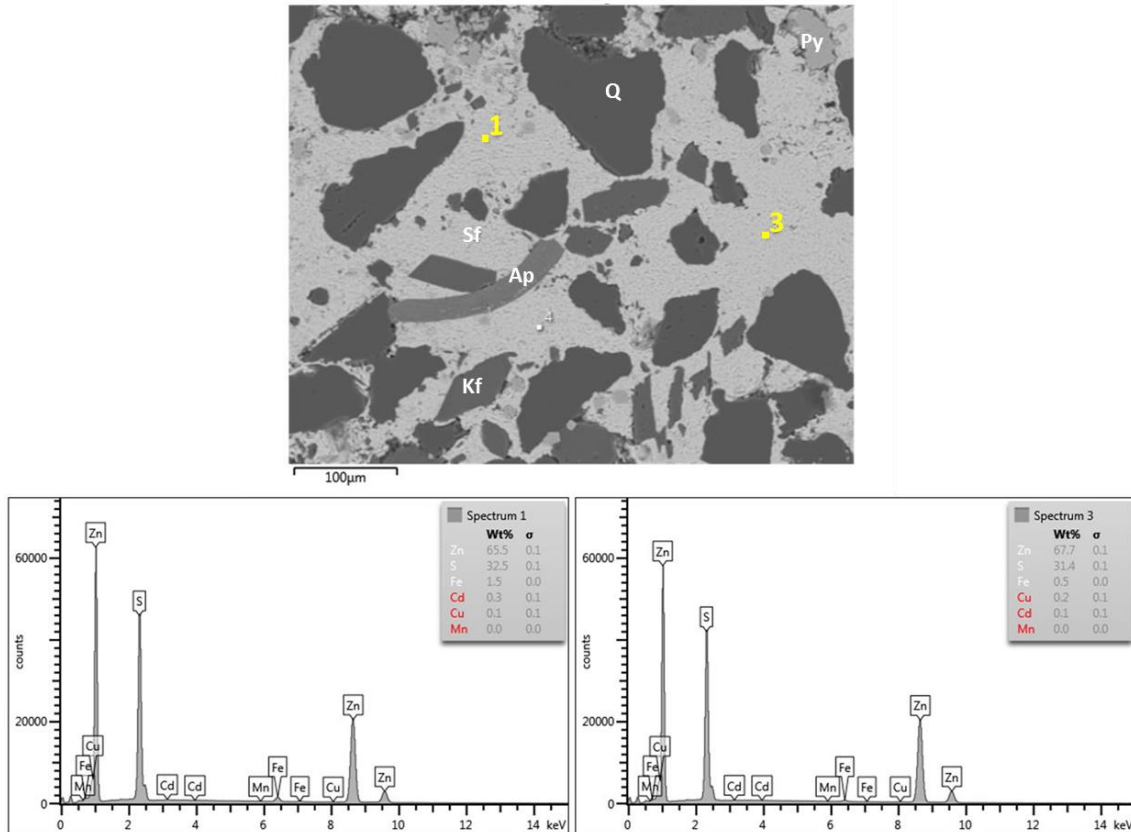 Py
Q
1
3
Sf
Ap
4
Kf
100µm
Zn
60000
S
counts
20000
Zn
Cu
Fe
Mn
Cd
Cd
Mn
Fe
Fe
Cu
Zn
0
0 2 4 6 8 10 12 14 keV
Spectrum 1
Wt% σ
Zn 65.5 0.1
S 32.5 0.1
Fe 1.5 0.0
Cd 0.3 0.1
Cu 0.1 0.1
Mn 0.0 0.0
Zn
60000
S
counts
20000
Zn
Cu
Fe
Mn
Cd
Cd
Mn
Fe
Fe
Cu
Zn
0
0 2 4 6 8 10 12 14 keV
Spectrum 3
Wt% σ
Zn 67.7 0.1
S 31.4 0.1
Fe 0.5 0.0
Cu 0.2 0.1
Cd 0.1 0.1
Mn 0.0 0.0